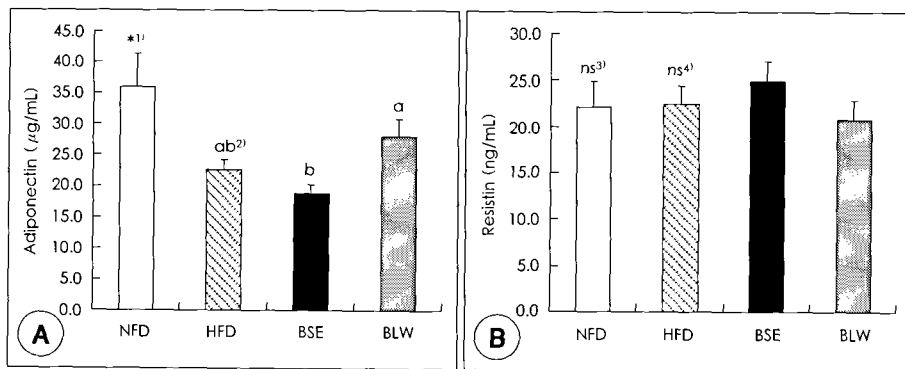 Adiponectin (μg/mL)
45.0
40.0
35.0
30.0
25.0
20.0
15.0
10.0
5.0
0.0
*1)
ab2)
b
a
NFD HFD BSE BLW
A
Resistin (ng/mL)
30.0
25.0
20.0
15.0
10.0
5.0
0.0
ns3)
ns4)
NFD HFD BSE BLW
B